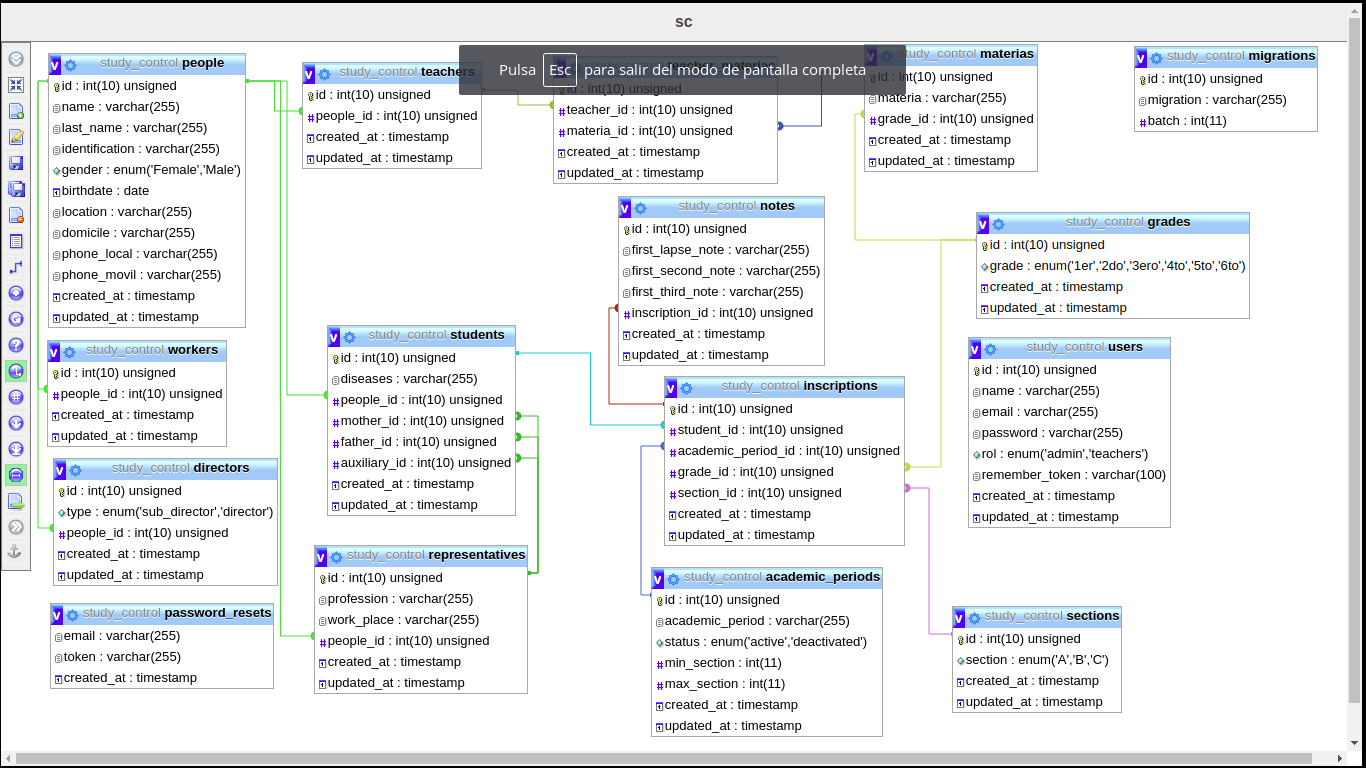 sc
Pulsa Esc para salir del modo de pantalla completa
study_control people
id : int(10) unsigned
name : varchar(255)
last_name : varchar(255)
identification : varchar(255)
gender : enum('Female','Male')
birthdate : date
location : varchar(255)
domicile : varchar(255)
phone_local : varchar(255)
phone_movil : varchar(255)
created_at : timestamp
updated_at : timestamp
study_control teachers
id : int(10) unsigned
people_id : int(10) unsigned
created_at : timestamp
updated_at : timestamp
id : int(10) unsigned
teacher_id : int(10) unsigned
materia_id : int(10) unsigned
created_at : timestamp
updated_at : timestamp
study_control materias
id : int(10) unsigned
materia : varchar(255)
grade_id : int(10) unsigned
created_at : timestamp
updated_at : timestamp
study_control migrations
id : int(10) unsigned
migration : varchar(255)
batch : int(11)
study_control notes
id : int(10) unsigned
first_lapse_note : varchar(255)
first_second_note : varchar(255)
first_third_note : varchar(255)
inscription_id : int(10) unsigned
created_at : timestamp
updated_at : timestamp
study_control grades
id : int(10) unsigned
grade : enum('1er','2do','3ero','4to','5to','6to')
created_at : timestamp
updated_at : timestamp
study_control workers
id : int(10) unsigned
people_id : int(10) unsigned
created_at : timestamp
updated_at : timestamp
study_control students
id : int(10) unsigned
diseases : varchar(255)
people_id : int(10) unsigned
mother_id : int(10) unsigned
father_id : int(10) unsigned
auxiliary_id : int(10) unsigned
created_at : timestamp
updated_at : timestamp
study_control inscriptions
id : int(10) unsigned
student_id : int(10) unsigned
academic_period_id : int(10) unsigned
grade_id : int(10) unsigned
section_id : int(10) unsigned
created_at : timestamp
updated_at : timestamp
study_control users
id : int(10) unsigned
name : varchar(255)
email : varchar(255)
password : varchar(255)
rol : enum('admin','teachers')
remember_token : varchar(100)
created_at : timestamp
updated_at : timestamp
study_control directors
id : int(10) unsigned
type : enum('sub_director','director')
people_id : int(10) unsigned
created_at : timestamp
updated_at : timestamp
study_control representatives
id : int(10) unsigned
profession : varchar(255)
work_place : varchar(255)
people_id : int(10) unsigned
created_at : timestamp
updated_at : timestamp
study_control academic_periods
id : int(10) unsigned
academic_period : varchar(255)
status : enum('active','deactivated')
min_section : int(11)
max_section : int(11)
created_at : timestamp
updated_at : timestamp
study_control password_resets
email : varchar(255)
token : varchar(255)
created_at : timestamp
study_control sections
id : int(10) unsigned
section : enum('A','B','C')
created_at : timestamp
updated_at : timestamp